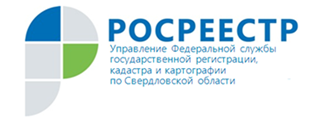 РОСРЕЕСТР
Управление Федеральной службы
государственной регистрации,
кадастра и картографии
по Свердловской области